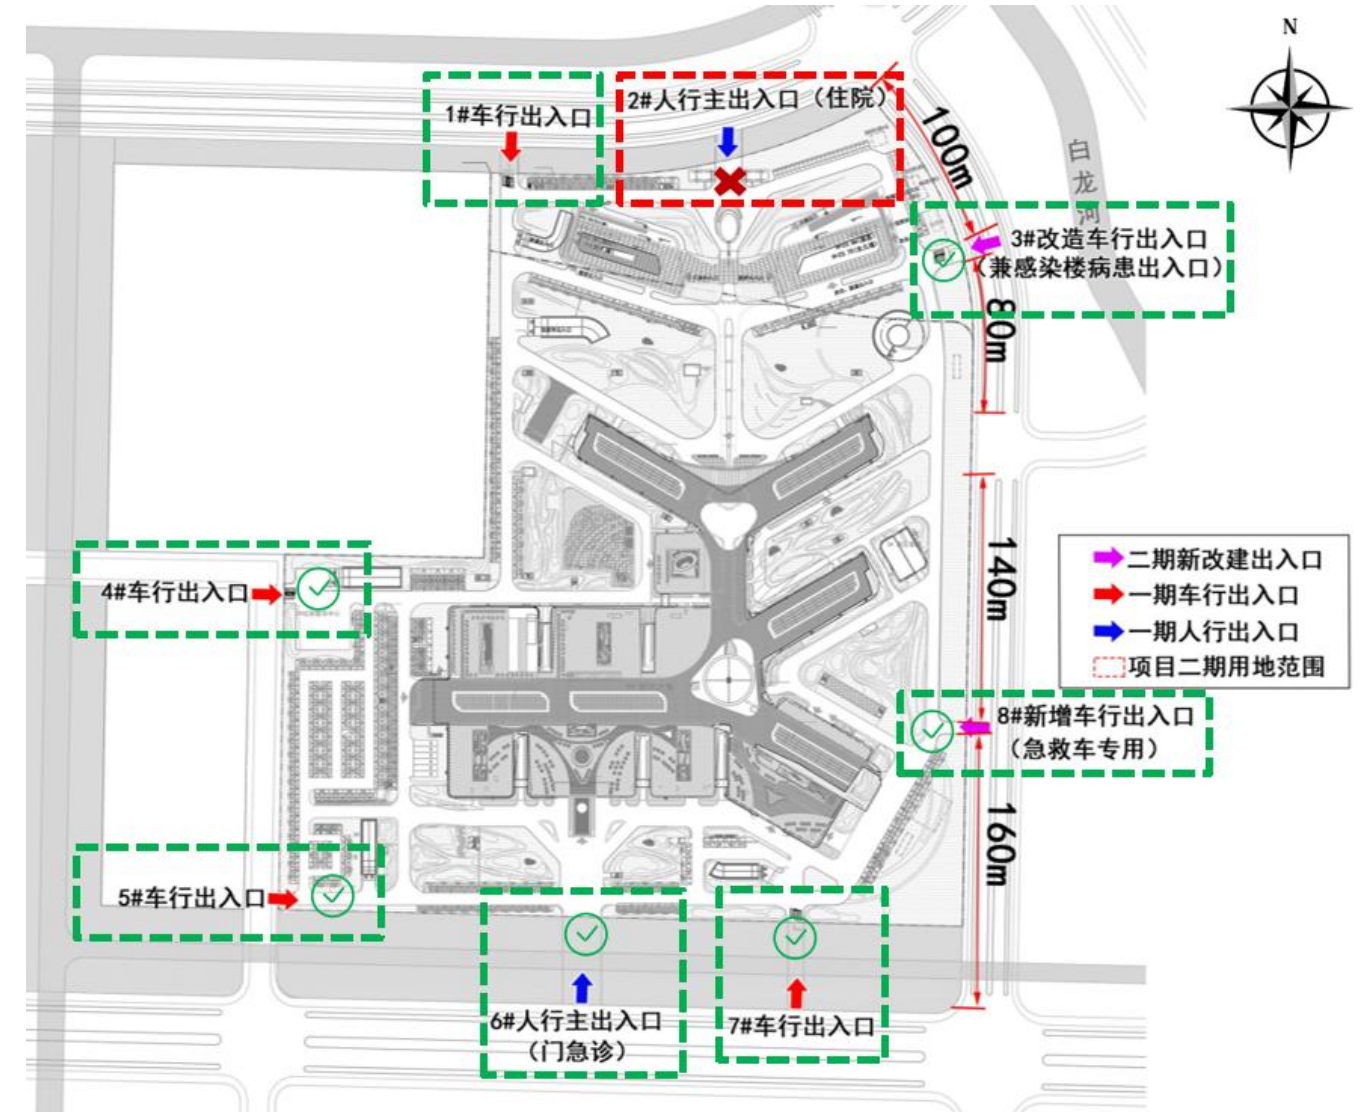 N
1#车行出入口
2#人行主出入口（住院）
100m
白龙河
3#改造车行出入口
（兼感染楼病患出入口）
80m
4#车行出入口
140m
二期新改建出入口
一期车行出入口
一期人行出入口
项目二期用地范围
8#新增车行出入口
（急救车专用）
160m
5#车行出入口
6#人行主出入口
（门急诊）
7#车行出入口